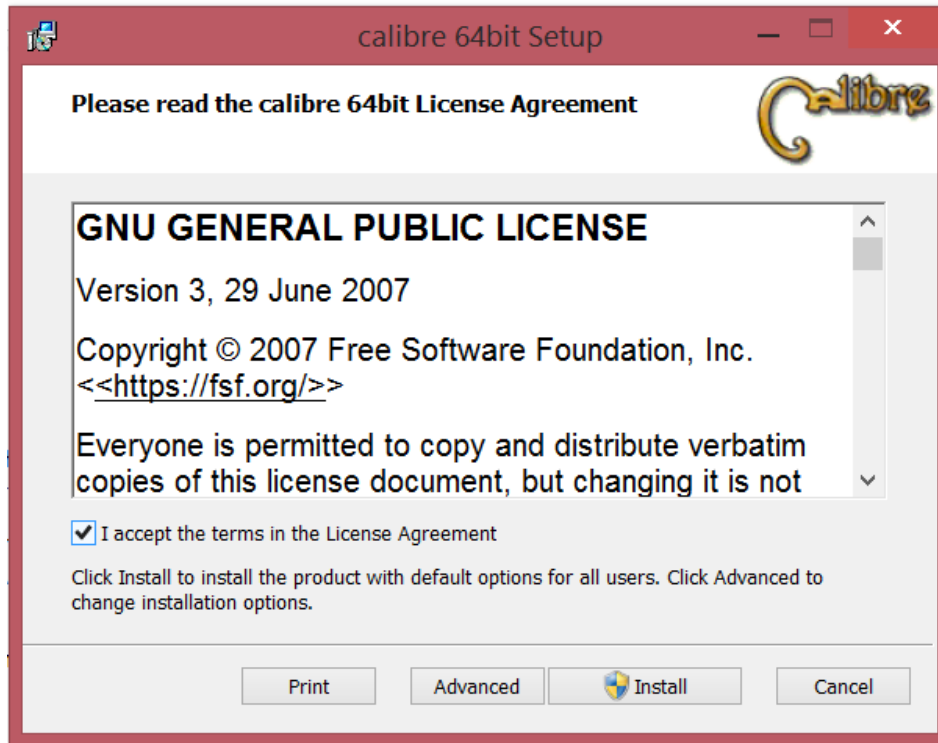 calibre 64bit Setup
Please read the calibre 64bit License Agreement
Calibre
GNU GENERAL PUBLIC LICENSE
Version 3, 29 June 2007
Copyright © 2007 Free Software Foundation, Inc.
<<https://fsf.org/>>
Everyone is permitted to copy and distribute verbatim
copies of this license document, but changing it is not
I accept the terms in the License Agreement
Click Install to install the product with default options for all users. Click Advanced to
change installation options.
Print Advanced Install Cancel